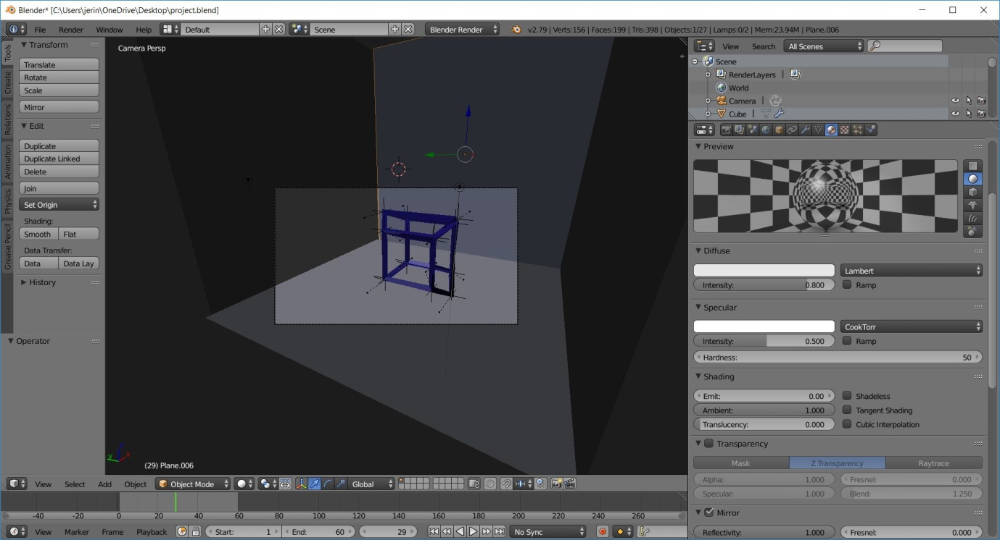 Blender* [C:\Users\jerin\OneDrive\Desktop\project.blend]
File Render Window Help Default Scene Blender Render v2.79 | Verts:156 | Faces:199 | Tris:398 | Objects:1/27 | Lamps:0/2 | Mem:23.94M | Plane.006
Tools
Create
Relations
Animation
Physics
Grease Pencil
Transform
Translate
Rotate
Scale
Mirror
Edit
Duplicate
Duplicate Linked
Delete
Join
Set Origin
Shading:
Smooth Flat
Data Transfer:
Data Data Lay
History
Operator
Camera Persp
(29) Plane.006
View Select Add Object Object Mode Global
-40 -20 0 20 40 60 80 100 120 140 160 180 200 220 240 260
View Marker Frame Playback Start: 1 End: 60 29 No Sync
View Search All Scenes
Scene
RenderLayers |
World
Camera |
Cube |
Preview
Diffuse
Lambert
Intensity: 0.800 Ramp
Specular
CookTorr
Intensity: 0.500 Ramp
Hardness: 50
Shading
Emit: 0.00 Shadeless
Ambient: 1.000 Tangent Shading
Translucency: 0.000 Cubic Interpolation
Transparency
Mask Z Transparency Raytrace
Alpha: 1.000 Fresnel: 0.000
Specular: 1.000 Blend: 1.250
Mirror
Reflectivity: 1.000 Fresnel: 0.000